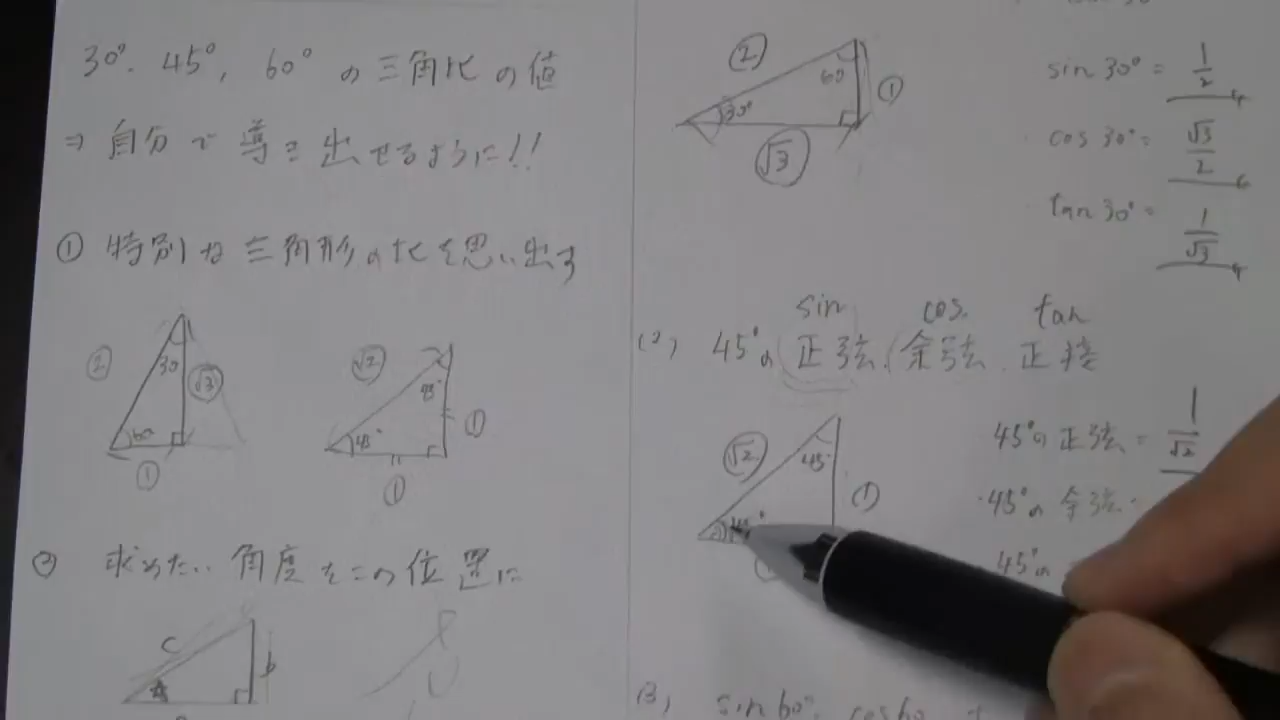 30°. 45°, 60° の三角比の値
⇒ 自分で導き出せるように!!
① 特別な三角形の比を思い出す
② 30 √3 60 ①
√2 45° 45° ① ①
② 求めたい角度をこの位置に
c b
② 60 30° ① √3
sin 30° = 1/2
cos 30° = √3/2
tan 30° = 1/√3
sin cos. tan
(2) 45°の正弦, 余弦. 正接
√2 45° ①
45°の正弦 = 1/√2
45°の余弦
45°の
(3) sin 60°, cos 60